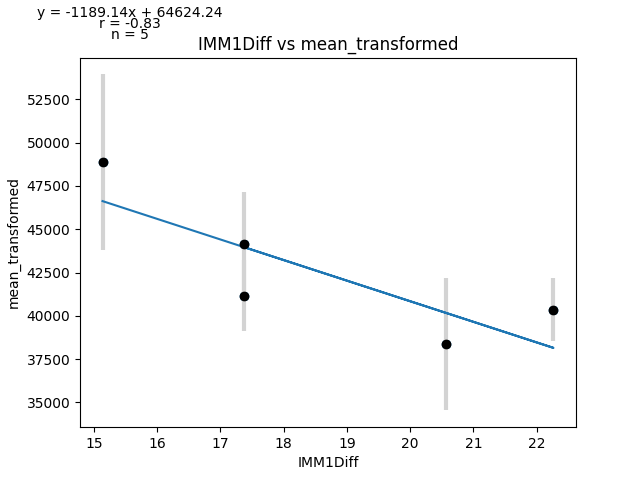 y = -1189.14x + 64624.24
r = -0.83
n = 5
IMM1Diff vs mean_transformed
52500
50000
47500
45000
42500
40000
37500
35000
mean_transformed
15 16 17 18 19 20 21 22
IMM1Diff